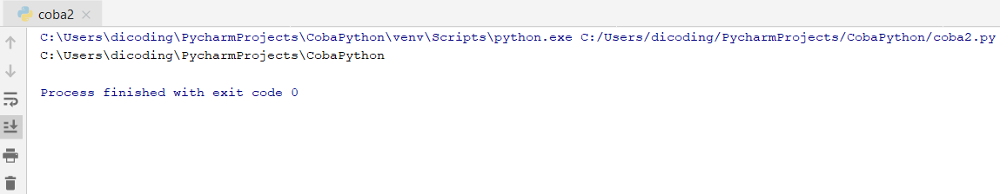 coba2
C:\Users\dicoding\PycharmProjects\CobaPython\venv\Scripts\python.exe C:/Users/dicoding/PycharmProjects/CobaPython/coba2.py
C:\Users\dicoding\PycharmProjects\CobaPython
Process finished with exit code 0